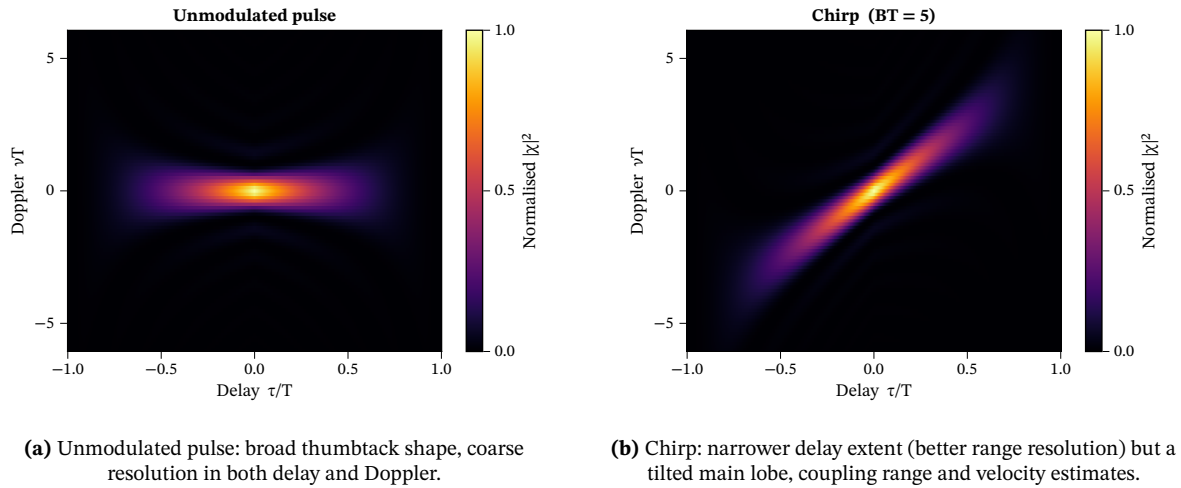 Unmodulated pulse
5
0
−5
Doppler νT
−1.0 −0.5 0.0 0.5 1.0
Delay τ/T
1.0
0.5
0.0
Normalised |χ|²
(a) Unmodulated pulse: broad thumbtack shape, coarse
resolution in both delay and Doppler.
Chirp (BT = 5)
5
0
−5
Doppler νT
−1.0 −0.5 0.0 0.5 1.0
Delay τ/T
1.0
0.5
0.0
Normalised |χ|²
(b) Chirp: narrower delay extent (better range resolution) but a
tilted main lobe, coupling range and velocity estimates.